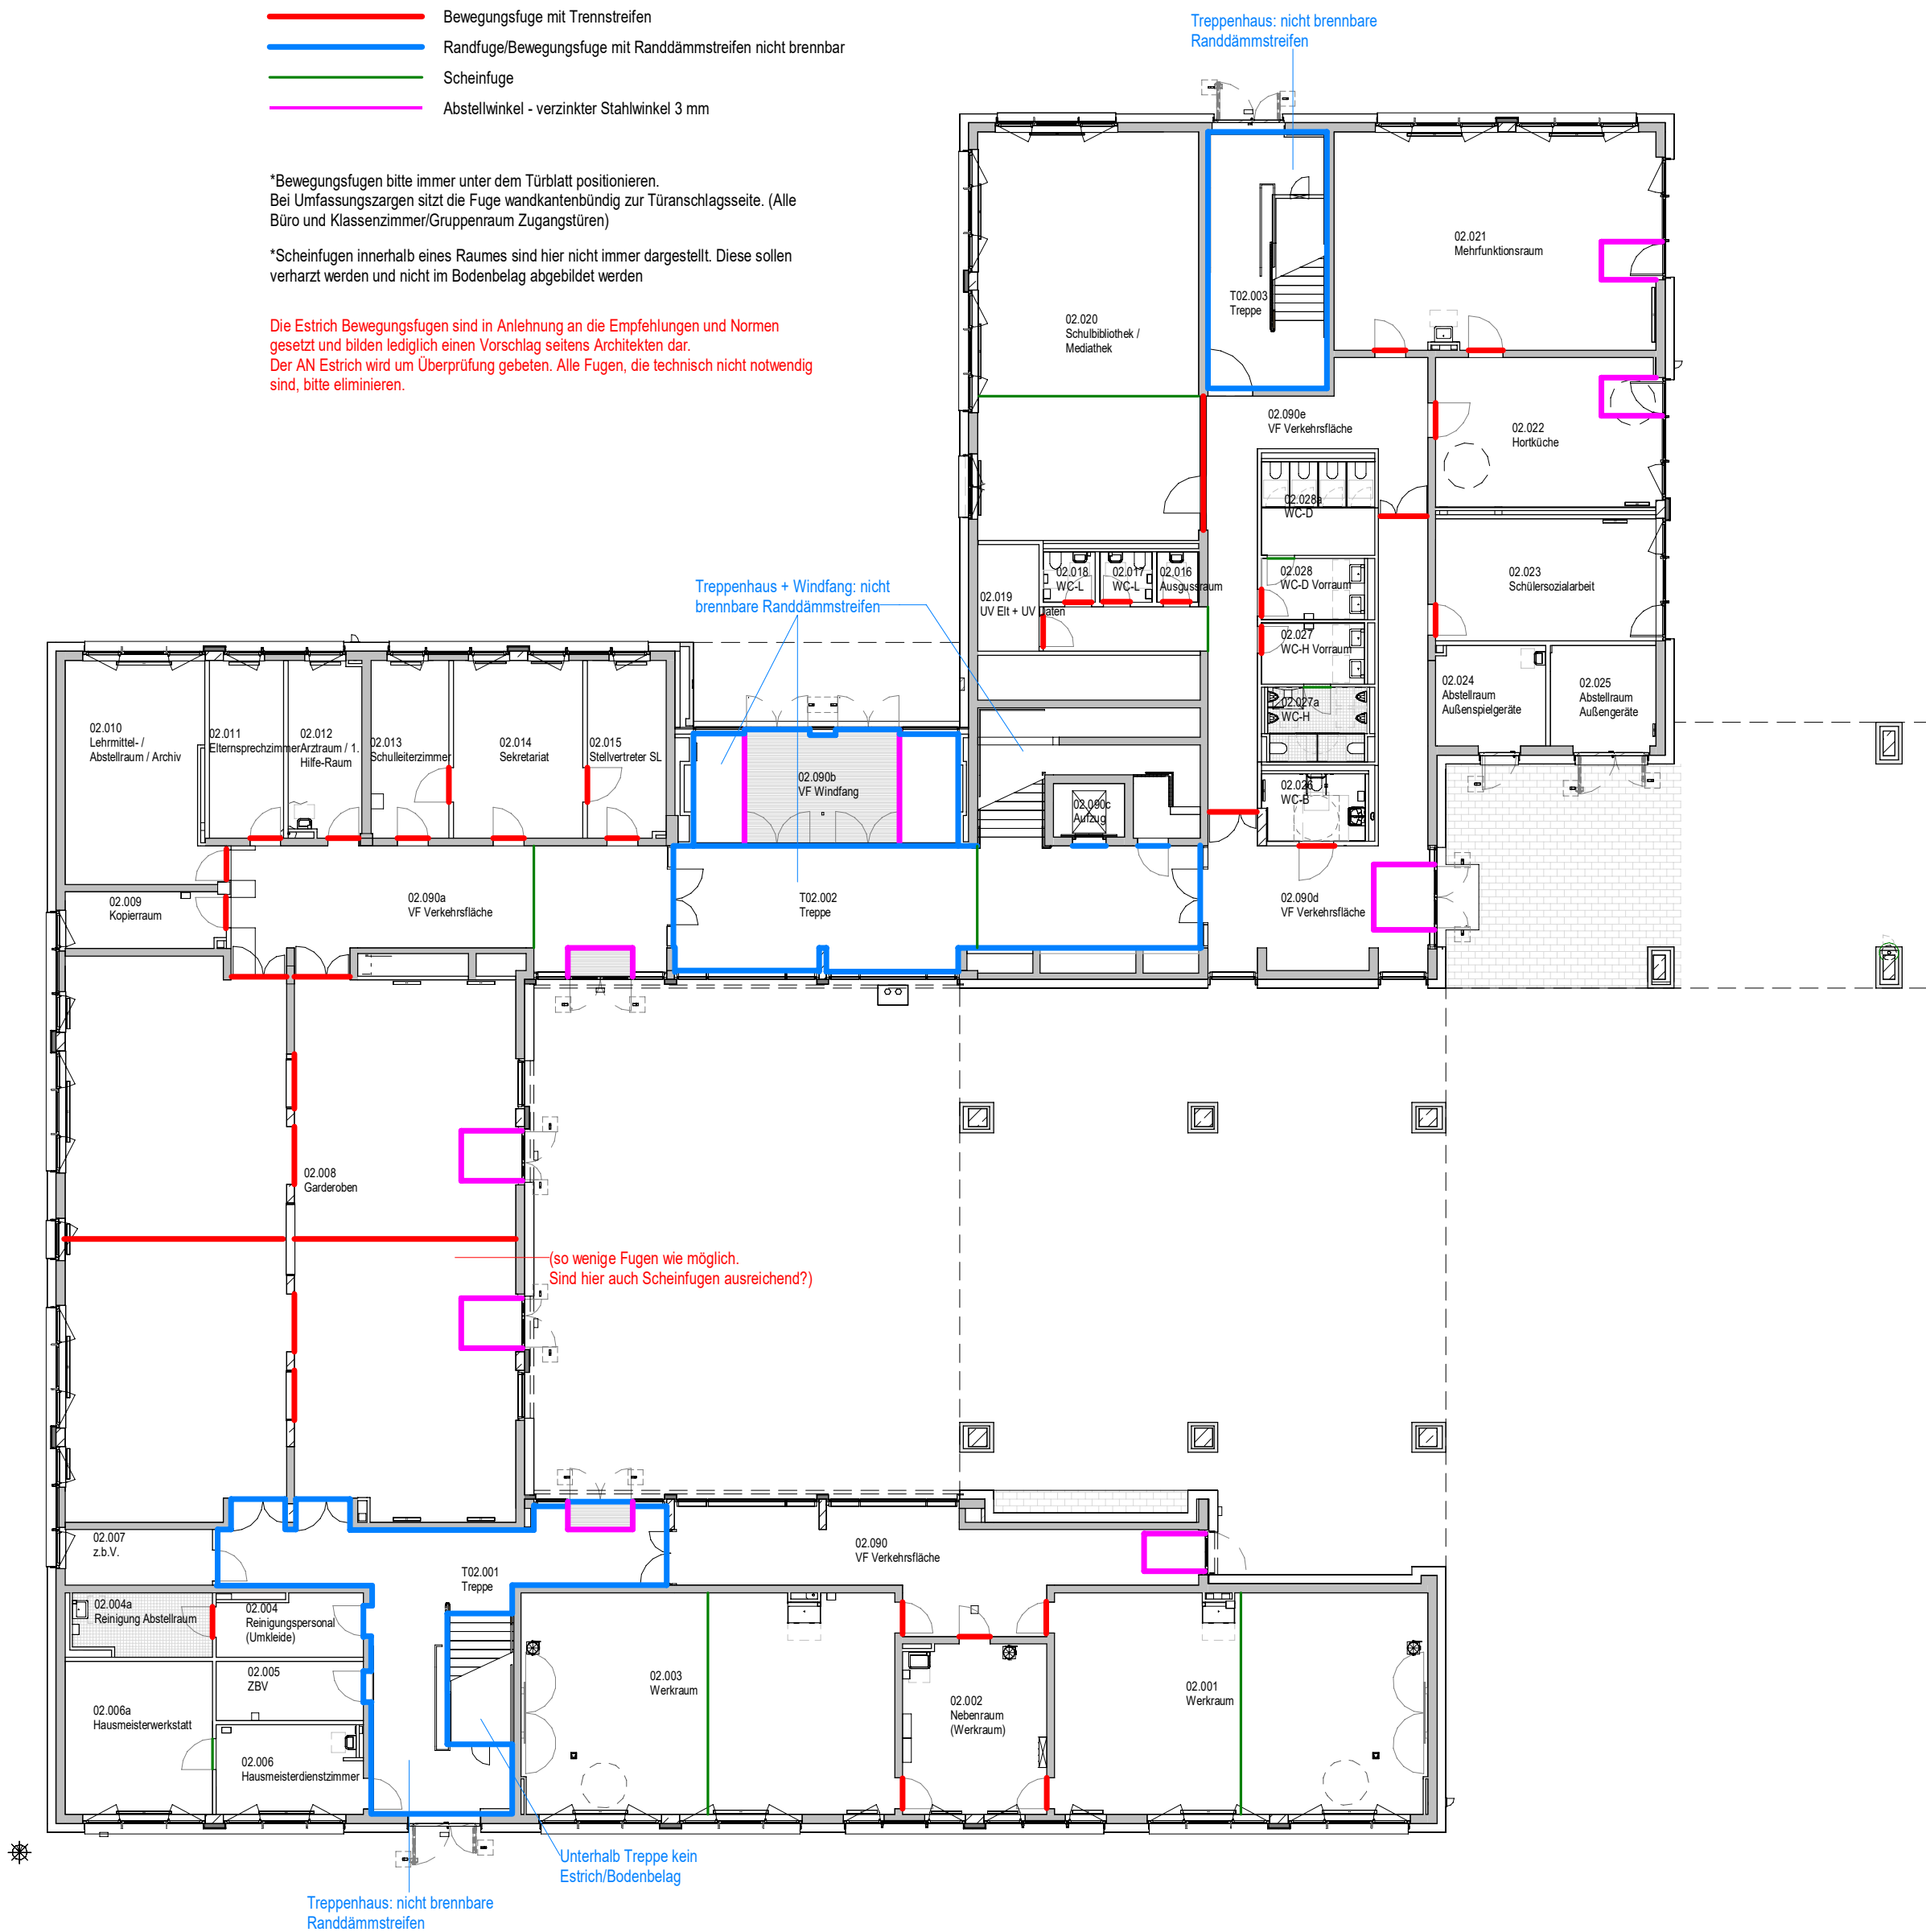 Bewegungsfuge mit Trennstreifen
Randfuge/Bewegungsfuge mit Randdämmstreifen nicht brennbar
Scheinfuge
Abstellwinkel - verzinkter Stahlwinkel 3 mm
*Bewegungsfugen bitte immer unter dem Türblatt positionieren.
Bei Umfassungszargen sitzt die Fuge wandkantenbündig zur Türanschlagsseite. (Alle
Büro und Klassenzimmer/Gruppenraum Zugangstüren)
*Scheinfugen innerhalb eines Raumes sind hier nicht immer dargestellt. Diese sollen
verharzt werden und nicht im Bodenbelag abgebildet werden
Die Estrich Bewegungsfugen sind in Anlehnung an die Empfehlungen und Normen
gesetzt und bilden lediglich einen Vorschlag seitens Architekten dar.
Der AN Estrich wird um Überprüfung gebeten. Alle Fugen, die technisch nicht notwendig
sind, bitte eliminieren.
Treppenhaus: nicht brennbare
Randdämmstreifen
02.021
Mehrfunktionsraum
T02.003
Treppe
02.020
Schulbibliothek /
Mediathek
02.090e
VF Verkehrsfläche
02.022
Hortküche
02.028a
WC-D
02.018
WC-L
02.017
WC-L
02.016
Ausgussraum
02.028
WC-D Vorraum
02.023
Schülersozialarbeit
02.019
UV Elt + UV Daten
Treppenhaus + Windfang: nicht
brennbare Randdämmstreifen
02.027
WC-H Vorraum
02.024
Abstellraum
Außenspielgeräte
02.025
Abstellraum
Außengeräte
02.027a
WC-H
02.010
Lehrmittel- /
Abstellraum / Archiv
02.011
Elternsprechzimmer
02.012
Arztraum / 1.
Hilfe-Raum
02.013
Schulleiterzimmer
02.014
Sekretariat
02.015
Stellvertreter SL
02.090b
VF Windfang
02.090c
Aufzug
02.026
WC-B
02.009
Kopierraum
02.090a
VF Verkehrsfläche
T02.002
Treppe
02.090d
VF Verkehrsfläche
02.008
Garderoben
(so wenige Fugen wie möglich.
Sind hier auch Scheinfugen ausreichend?)
02.007
z.b.V.
T02.001
Treppe
02.090
VF Verkehrsfläche
02.004a
Reinigung Abstellraum
02.004
Reinigungspersonal
(Umkleide)
02.005
ZBV
02.006a
Hausmeisterwerkstatt
02.006
Hausmeisterdienstzimmer
02.003
Werkraum
02.002
Nebenraum
(Werkraum)
02.001
Werkraum
Unterhalb Treppe kein
Estrich/Bodenbelag
Treppenhaus: nicht brennbare
Randdämmstreifen